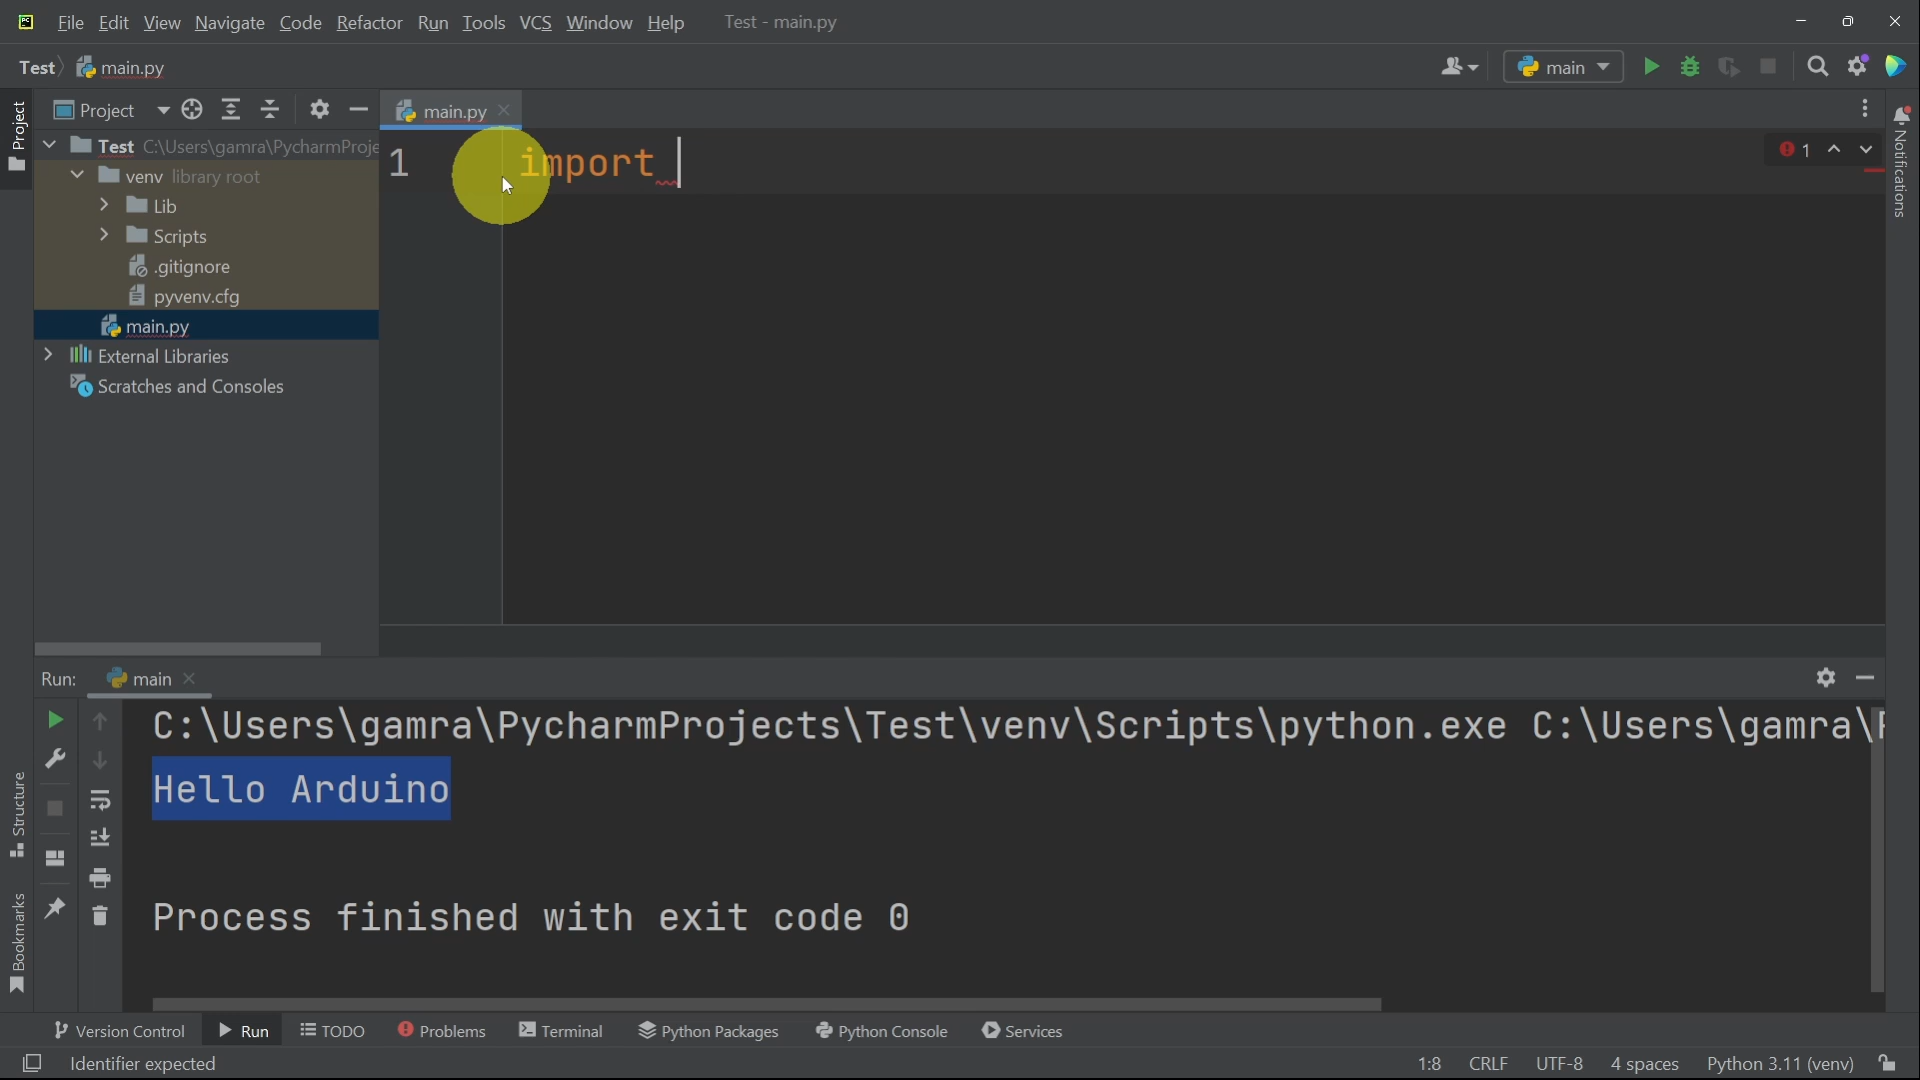 File Edit View Navigate Code Refactor Run Tools VCS Window Help Test - main.py
Test main.py main
Project main.py
Project
Test C:\Users\gamra\PycharmProje
venv library root
Lib
Scripts
.gitignore
pyvenv.cfg
main.py
External Libraries
Scratches and Consoles
1 import
1
Notifications
Run: main
C:\Users\gamra\PycharmProjects\Test\venv\Scripts\python.exe C:\Users\gamra\
Hello Arduino
Process finished with exit code 0
Structure
Bookmarks
Version Control Run TODO Problems Terminal Python Packages Python Console Services
Identifier expected 1:8 CRLF UTF-8 4 spaces Python 3.11 (venv)